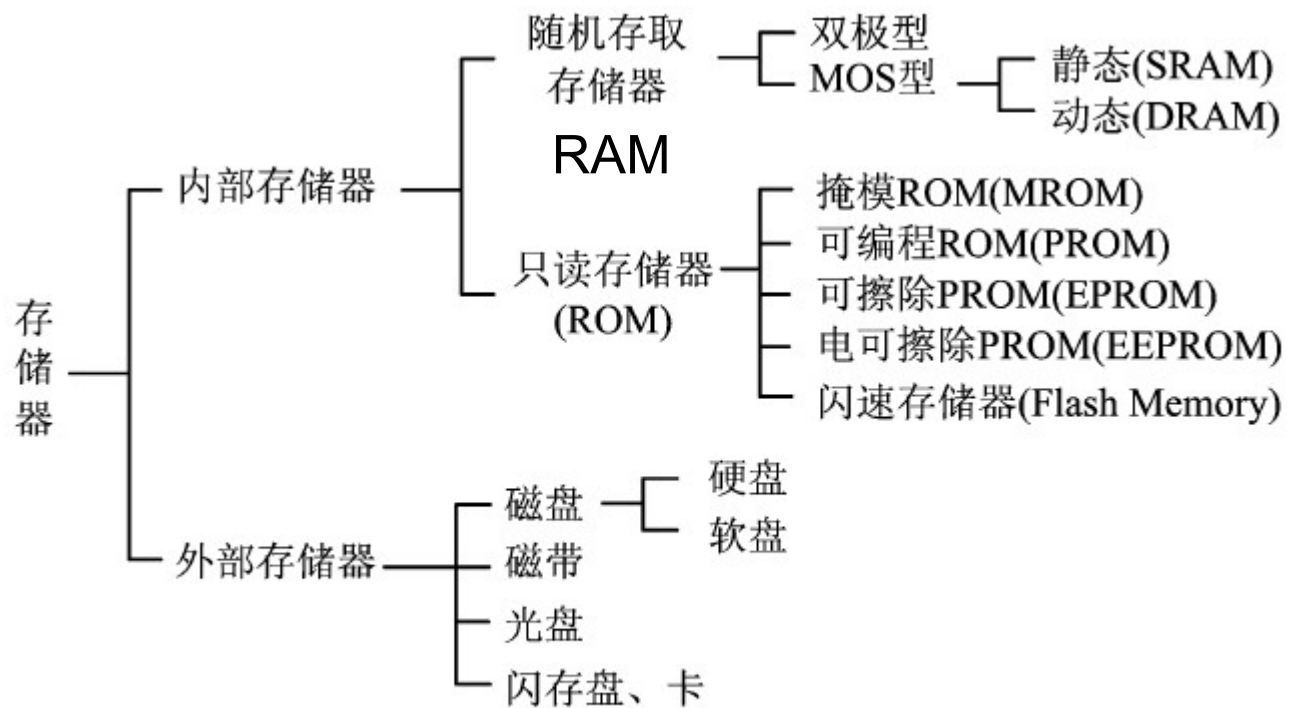 存储器
内部存储器
随机存取
存储器
RAM
双极型
MOS型
静态(SRAM)
动态(DRAM)
只读存储器
(ROM)
掩模ROM(MROM)
可编程ROM(PROM)
可擦除PROM(EPROM)
电可擦除PROM(EEPROM)
闪速存储器(Flash Memory)
外部存储器
磁盘
硬盘
软盘
磁带
光盘
闪存盘、卡